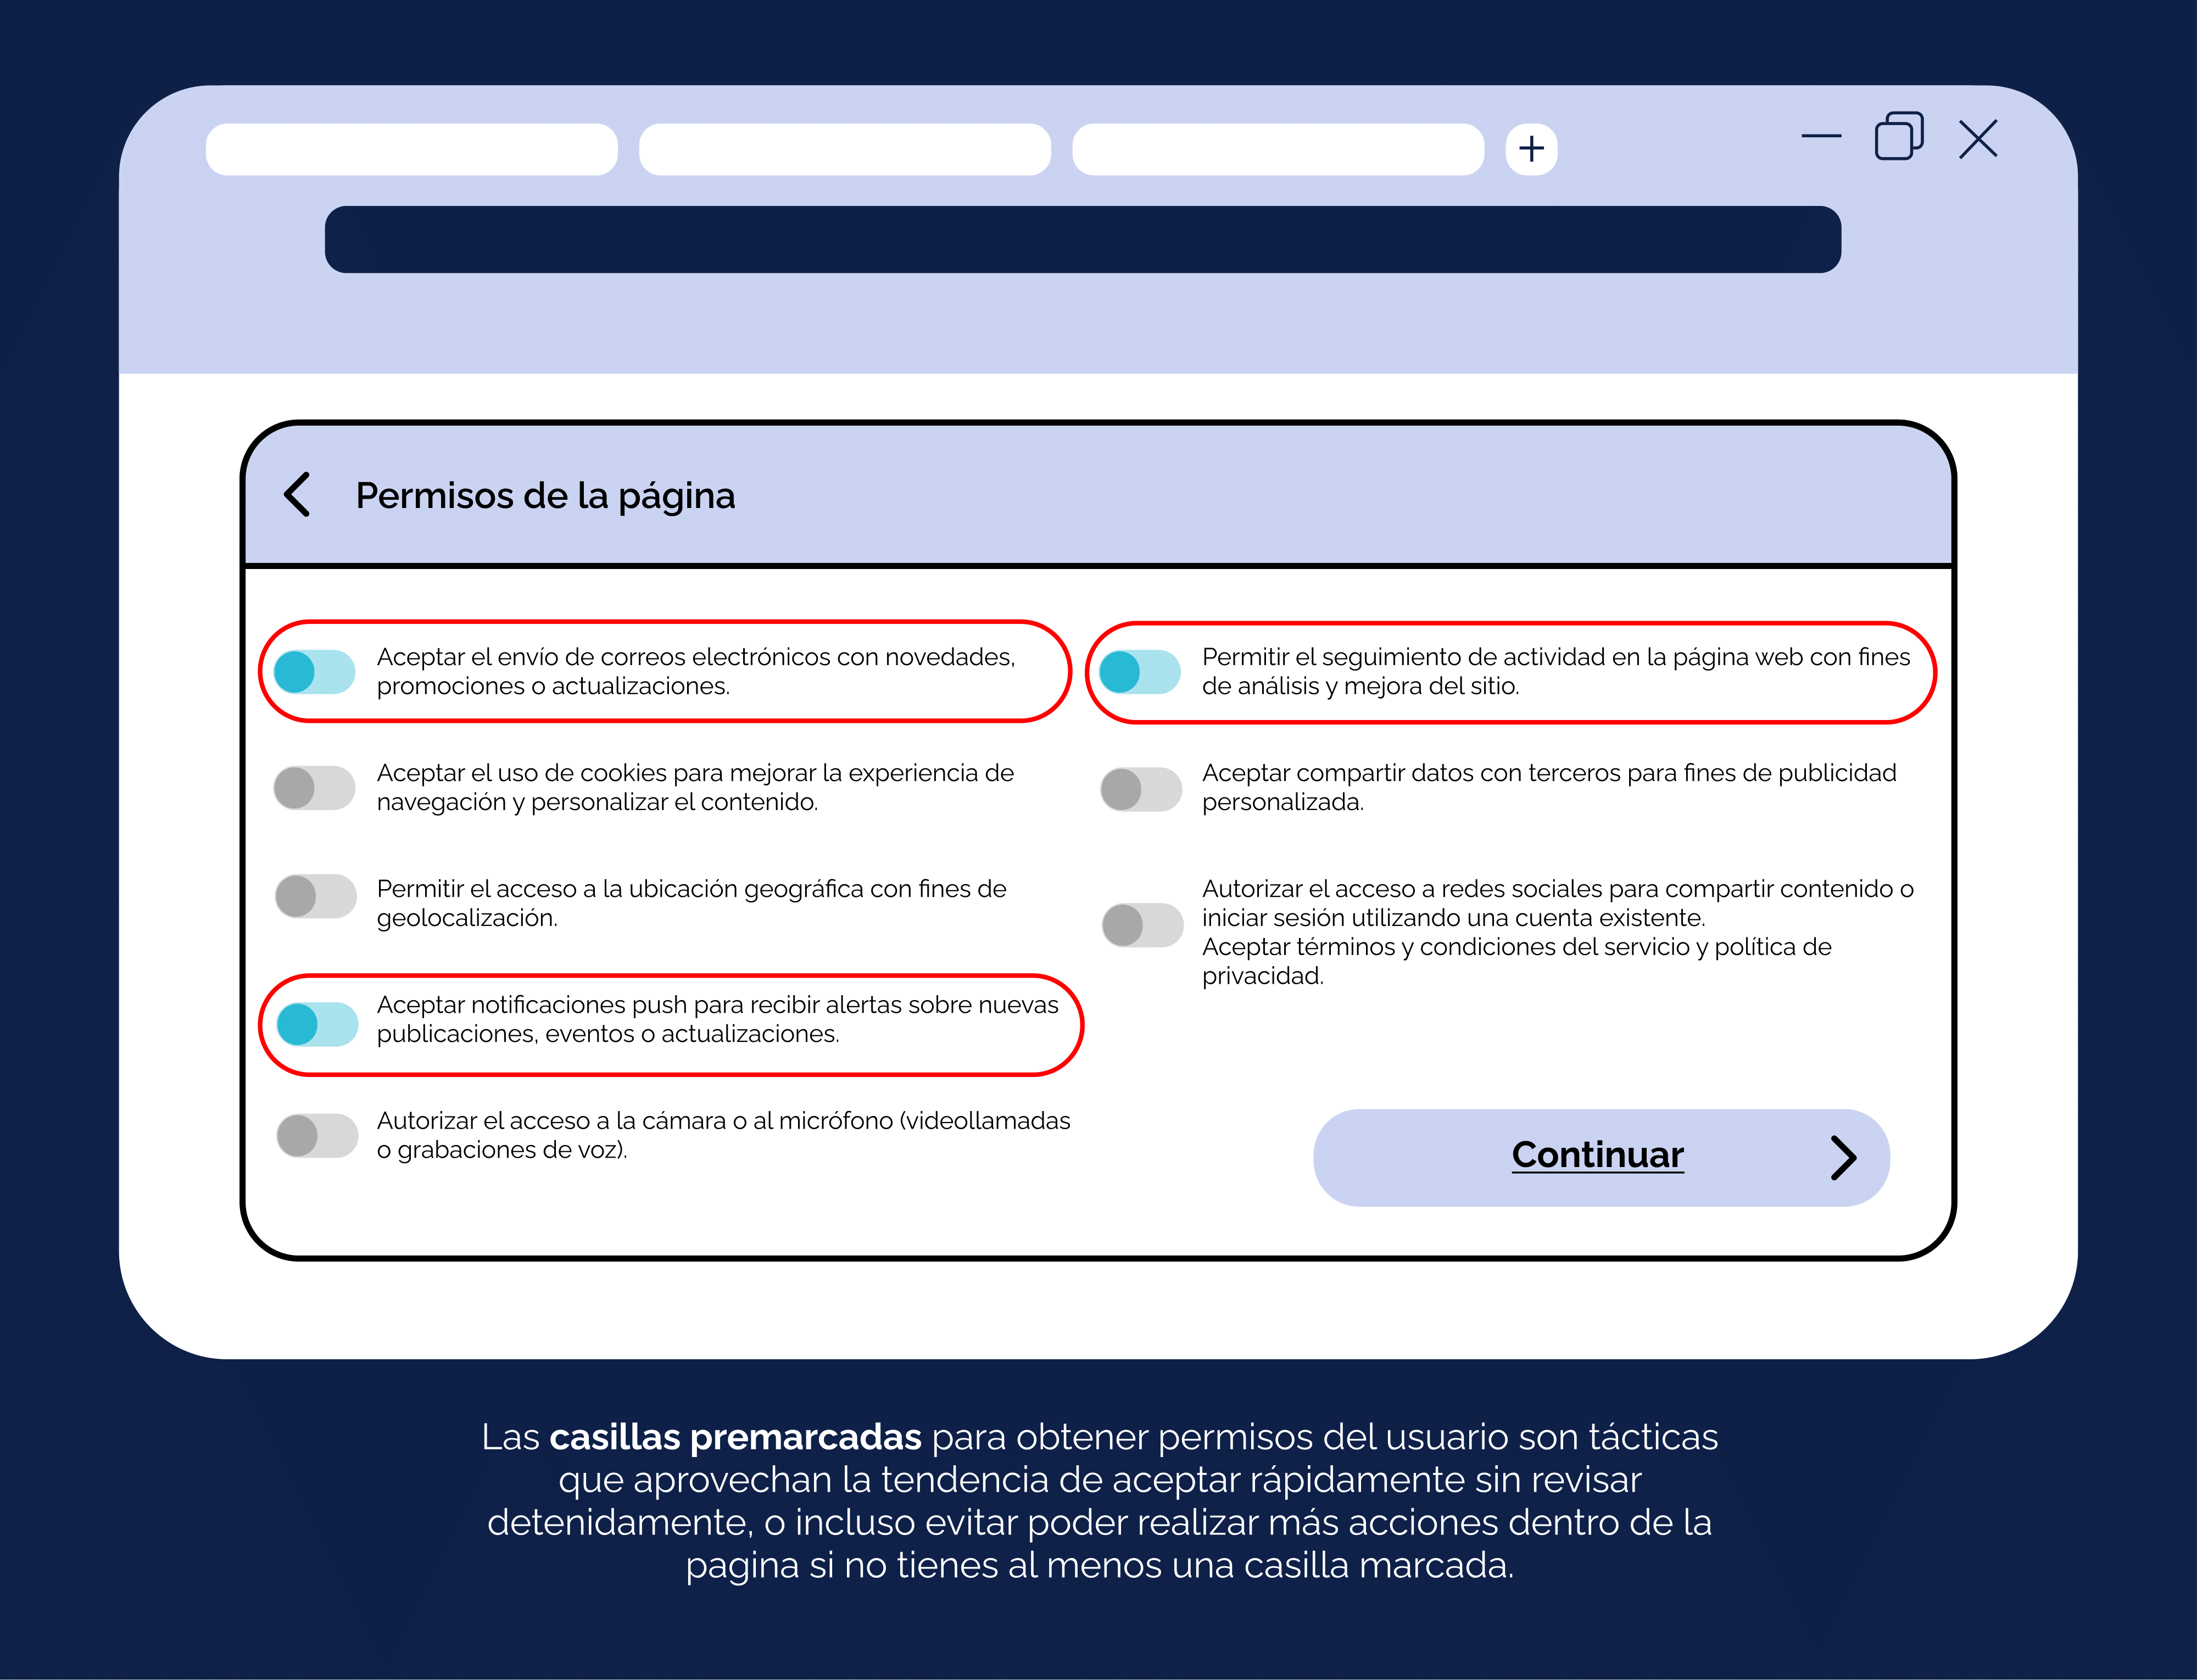 Permisos de la página
Aceptar el envío de correos electrónicos con novedades,
promociones o actualizaciones.
Aceptar el uso de cookies para mejorar la experiencia de
navegación y personalizar el contenido.
Permitir el acceso a la ubicación geográfica con fines de
geolocalización.
Aceptar notificaciones push para recibir alertas sobre nuevas
publicaciones, eventos o actualizaciones.
Autorizar el acceso a la cámara o al micrófono (videollamadas
o grabaciones de voz).
Permitir el seguimiento de actividad en la página web con fines
de análisis y mejora del sitio.
Aceptar compartir datos con terceros para fines de publicidad
personalizada.
Autorizar el acceso a redes sociales para compartir contenido o
iniciar sesión utilizando una cuenta existente.
Aceptar términos y condiciones del servicio y política de
privacidad.
Continuar
Las casillas premarcadas para obtener permisos del usuario son tácticas
que aprovechan la tendencia de aceptar rápidamente sin revisar
detenidamente, o incluso evitar poder realizar más acciones dentro de la
pagina si no tienes al menos una casilla marcada.